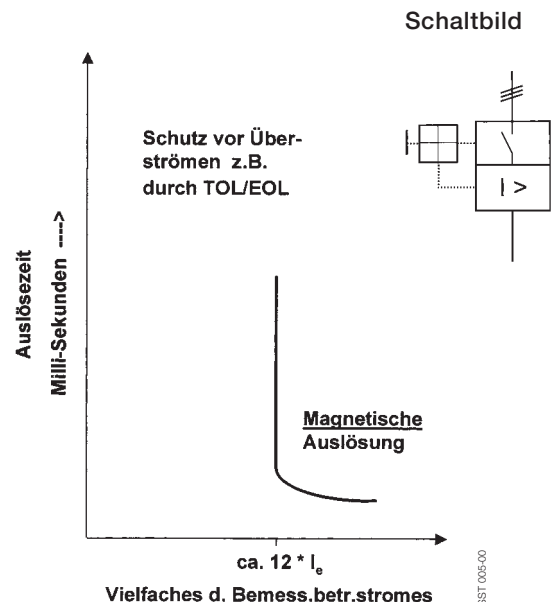 Schaltbild
Schutz vor Über-
strömen z.B.
durch TOL/EOL
I >
Auslösezeit
Milli-Sekunden ---->
Magnetische
Auslösung
ca. 12 * Ie
Vielfaches d. Bemess.betr.stromes